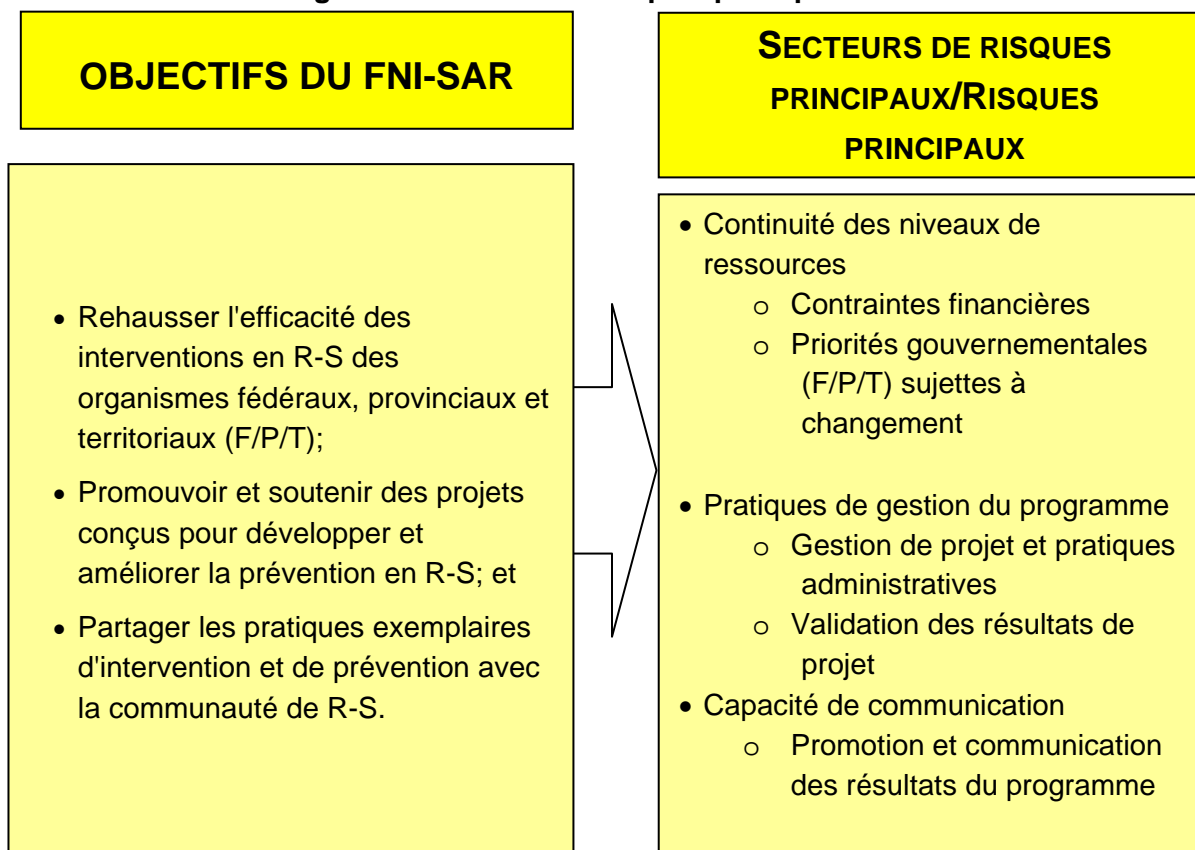 OBJECTIFS DU FNI-SAR
SECTEURS DE RISQUES
PRINCIPAUX/RISQUES
PRINCIPAUX
• Rehausser l'efficacité des
interventions en R-S des
organismes fédéraux, provinciaux et
territoriaux (F/P/T);
• Promouvoir et soutenir des projets
conçus pour développer et
améliorer la prévention en R-S; et
• Partager les pratiques exemplaires
d'intervention et de prévention avec
la communauté de R-S.
• Continuité des niveaux de
ressources
o Contraintes financières
o Priorités gouvernementales
(F/P/T) sujettes à
changement
• Pratiques de gestion du programme
o Gestion de projet et pratiques
administratives
o Validation des résultats de
projet
• Capacité de communication
o Promotion et communication
des résultats du programme